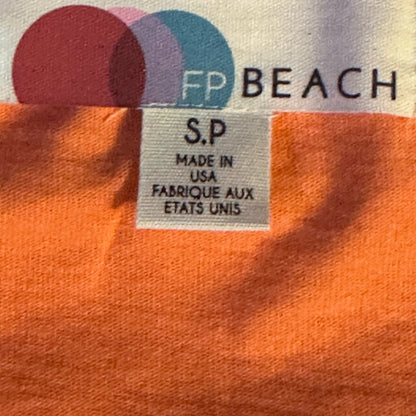 FP BEACH
S.P
MADE IN
USA
FABRIQUE AUX
ETATS UNIS